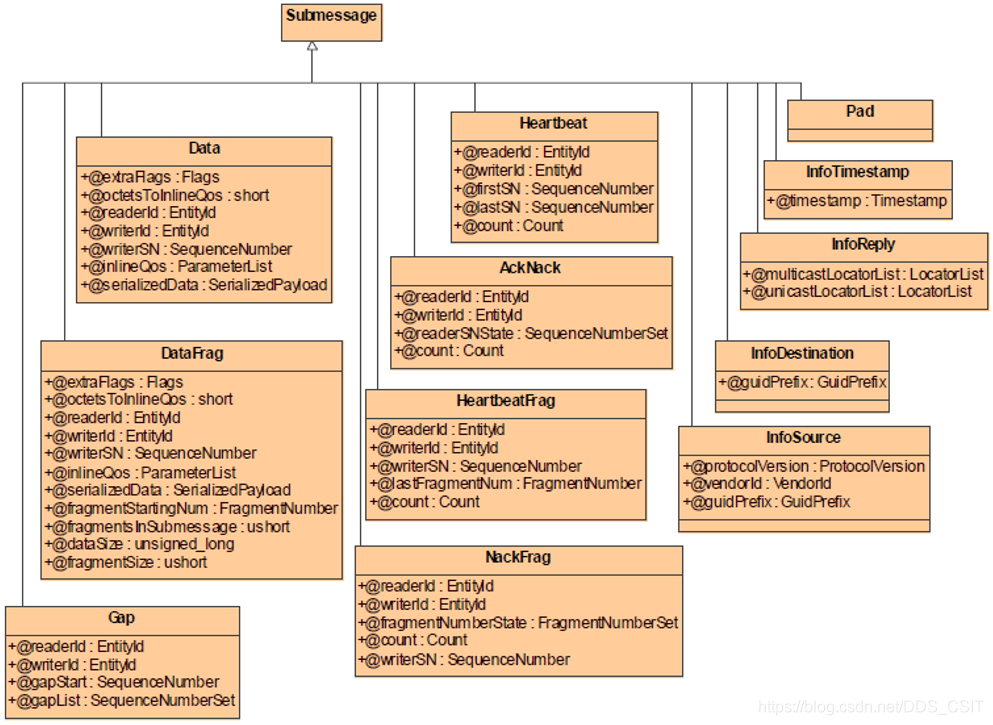 Submessage
Data
+@extraFlags : Flags
+@octetsToInlineQos : short
+@readerId : EntityId
+@writerId : EntityId
+@writerSN : SequenceNumber
+@inlineQos : ParameterList
+@serializedData : SerializedPayload
DataFrag
+@extraFlags : Flags
+@octetsToInlineQos : short
+@readerId : EntityId
+@writerId : EntityId
+@writerSN : SequenceNumber
+@inlineQos : ParameterList
+@serializedData : SerializedPayload
+@fragmentStartingNum : FragmentNumber
+@fragmentsInSubmessage : ushort
+@dataSize : unsigned_long
+@fragmentSize : ushort
Gap
+@readerId : EntityId
+@writerId : EntityId
+@gapStart : SequenceNumber
+@gapList : SequenceNumberSet
Heartbeat
+@readerId : EntityId
+@writerId : EntityId
+@firstSN : SequenceNumber
+@lastSN : SequenceNumber
+@count : Count
AckNack
+@readerId : EntityId
+@writerId : EntityId
+@readerSNState : SequenceNumberSet
+@count : Count
HeartbeatFrag
+@readerId : EntityId
+@writerId : EntityId
+@writerSN : SequenceNumber
+@lastFragmentNum : FragmentNumber
+@count : Count
NackFrag
+@readerId : EntityId
+@writerId : EntityId
+@fragmentNumberState : FragmentNumberSet
+@count : Count
+@writerSN : SequenceNumber
Pad
InfoTimestamp
+@timestamp : Timestamp
InfoReply
+@multicastLocatorList : LocatorList
+@unicastLocatorList : LocatorList
InfoDestination
+@guidPrefix : GuidPrefix
InfoSource
+@protocolVersion : ProtocolVersion
+@vendorId : VendorId
+@guidPrefix : GuidPrefix
https://blog.csdn.net/DDS_CSIT